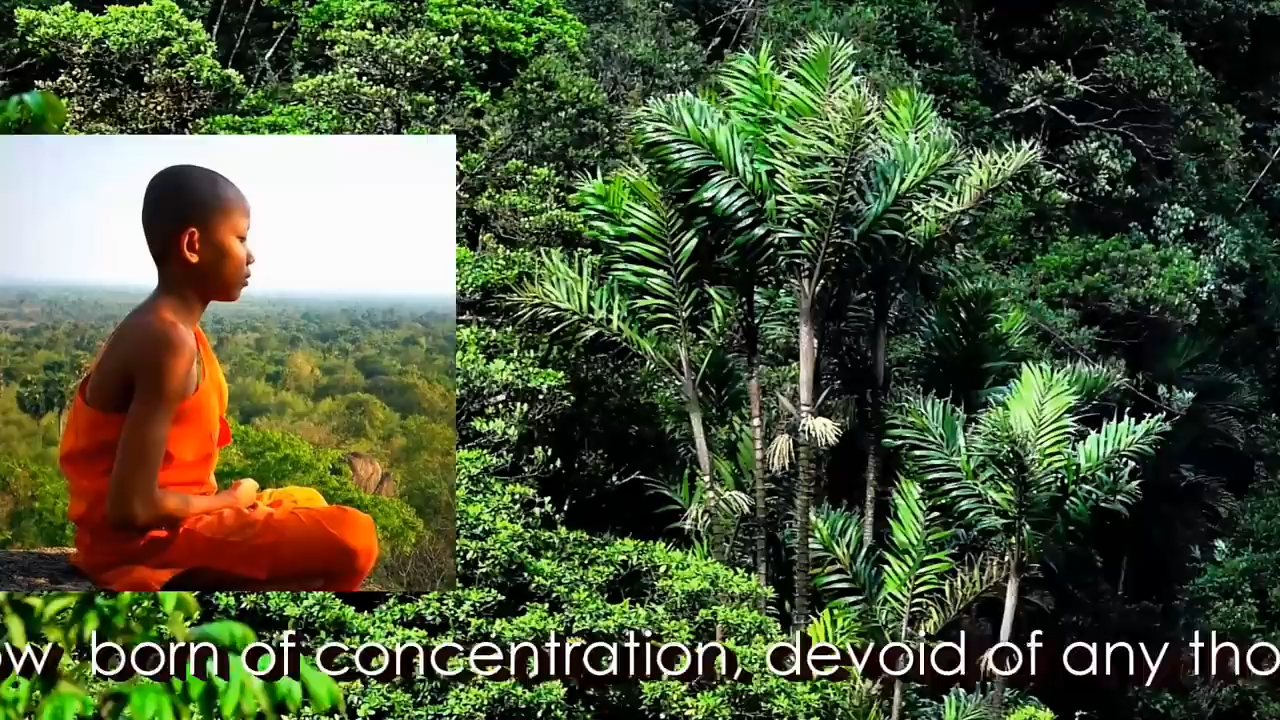 born of concentration, devoid of any